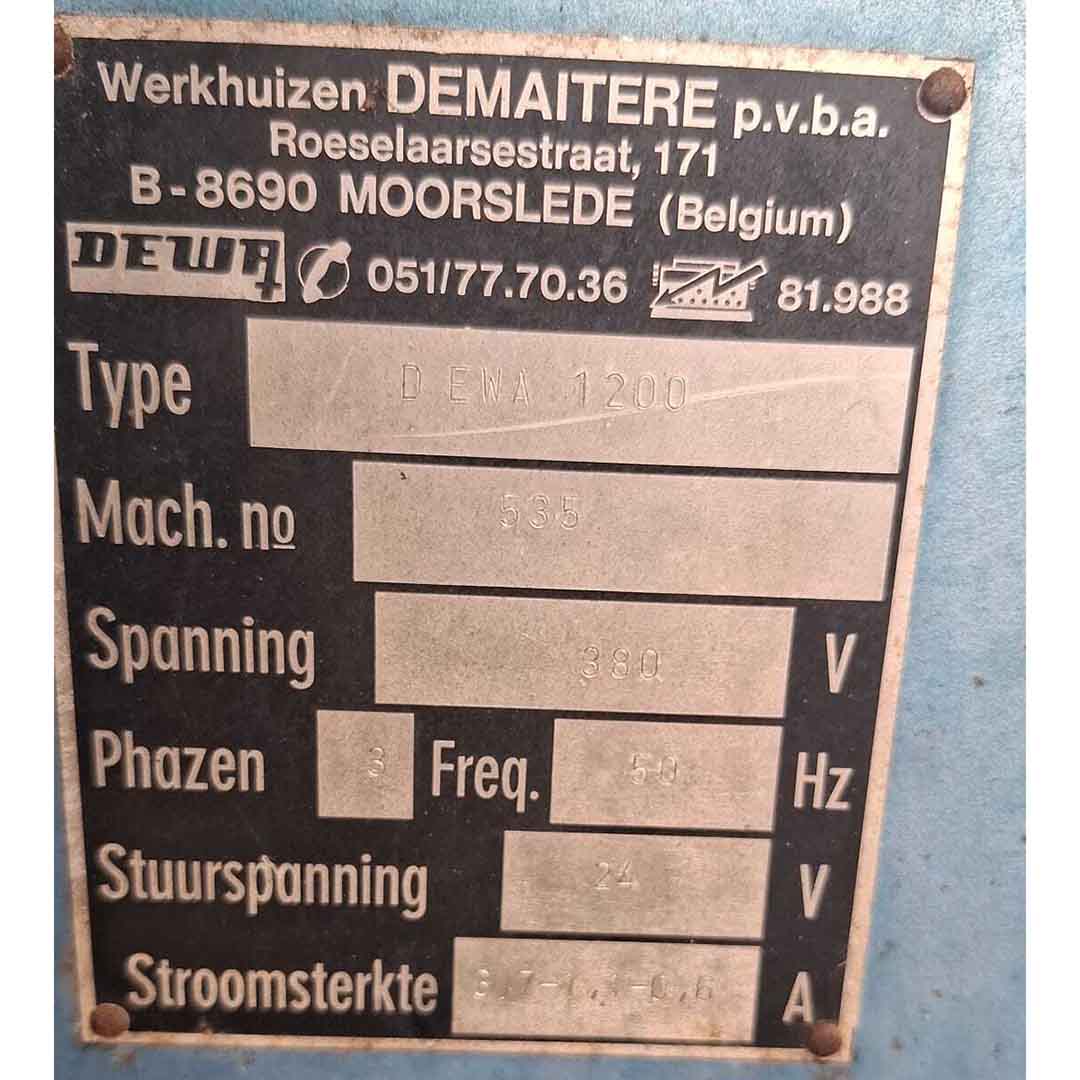 Werkhuizen DEMAITERE p.v.b.a.
Roeselaarsestraat, 171
B-8690 MOORSLEDE (Belgium)
DEWA 051/77.70.36 81.988
Type DEWA 1200
Mach. no 535
Spanning 380 V
Phazen 3 Freq. 50 Hz
Stuurspanning 24 V
Stroomsterkte A